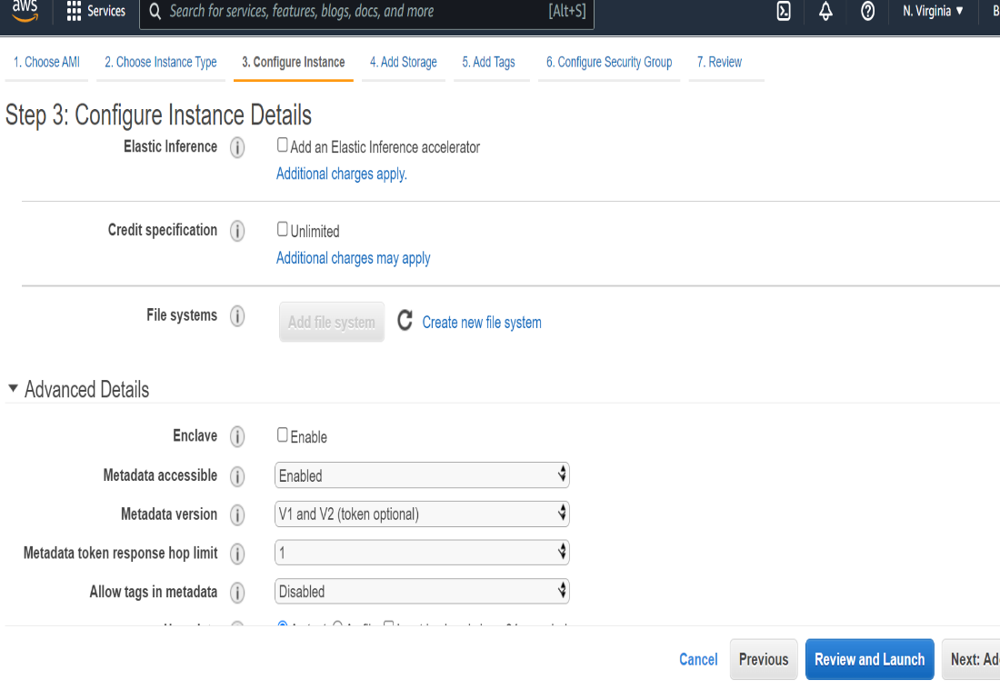 aws Services Search for services, features, blogs, docs, and more [Alt+S] N. Virginia ▼
1. Choose AMI 2. Choose Instance Type 3. Configure Instance 4. Add Storage 5. Add Tags 6. Configure Security Group 7. Review
Step 3: Configure Instance Details
Elastic Inference i Add an Elastic Inference accelerator
Additional charges apply.
Credit specification i Unlimited
Additional charges may apply
File systems i Add file system Create new file system
Advanced Details
Enclave i Enable
Metadata accessible i Enabled
Metadata version i V1 and V2 (token optional)
Metadata token response hop limit i 1
Allow tags in metadata i Disabled
Cancel Previous Review and Launch Next: Ad